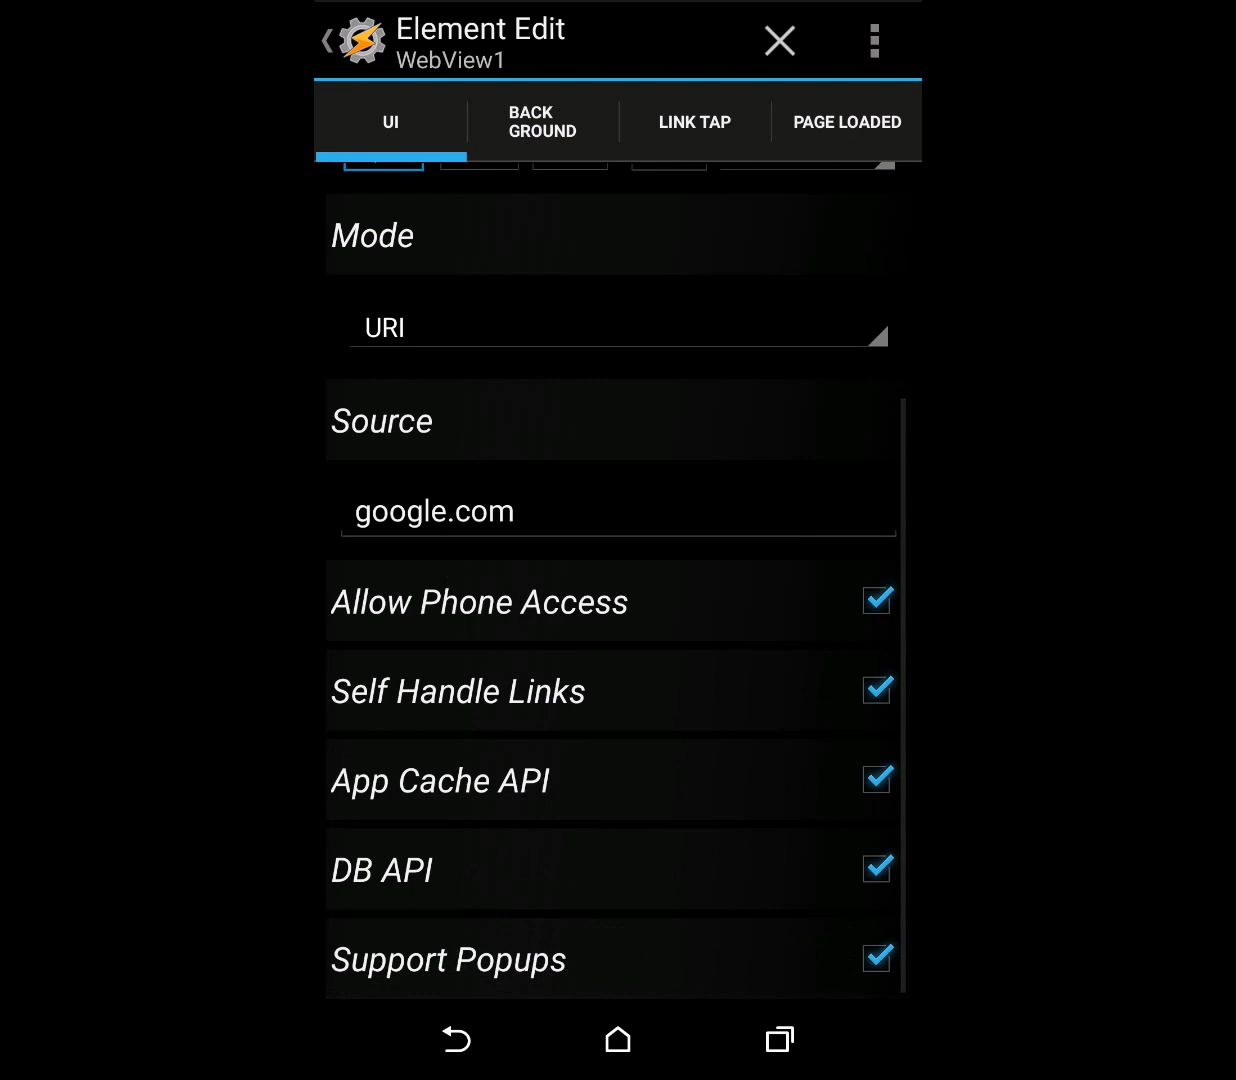 Element Edit
WebView1
UI
BACK
GROUND
LINK TAP
PAGE LOADED
Mode
URI
Source
google.com
Allow Phone Access
Self Handle Links
App Cache API
DB API
Support Popups